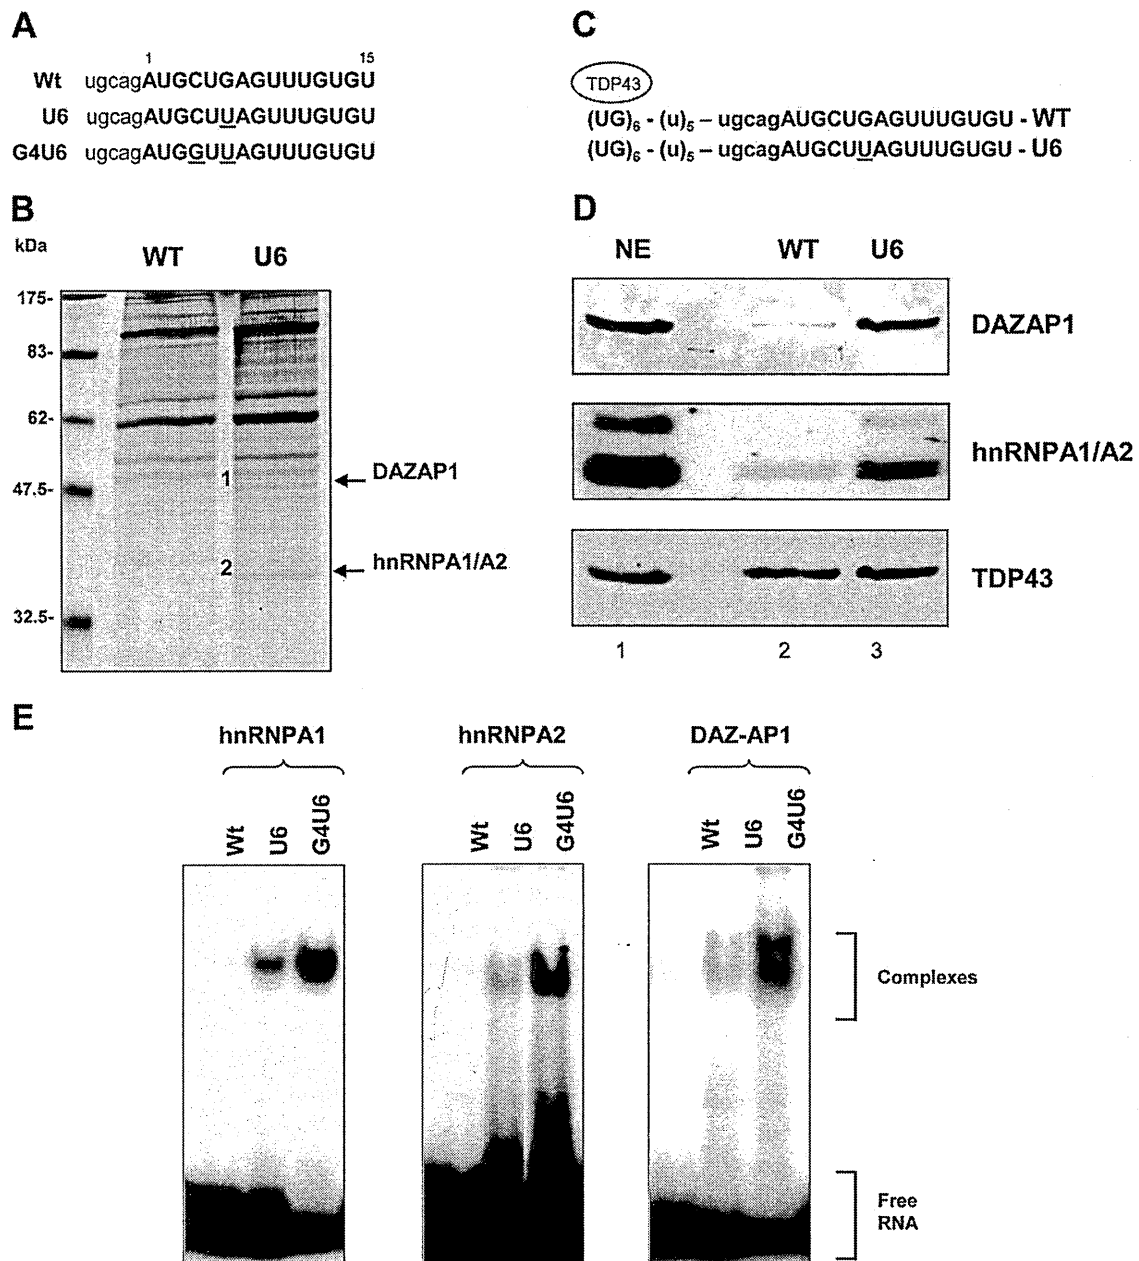 A
1 15
Wt ugcagAUGCUGAGUUUGUGU
U6 ugcagAUGCUUAGUUUGUGU
G4U6 ugcagAUGGUUAGUUUGUGU
C
TDP43
(UG)6 - (u)5 – ugcagAUGCUGAGUUUGUGU - WT
(UG)6 - (u)5 – ugcagAUGCUUAGUUUGUGU - U6
B
kDa
WT U6
175-
83-
62-
47.5-
32.5-
1
2
DAZAP1
hnRNPA1/A2
D
NE WT U6
DAZAP1
hnRNPA1/A2
TDP43
1 2 3
E
hnRNPA1 hnRNPA2 DAZ-AP1
Wt U6 G4U6 Wt U6 G4U6 Wt U6 G4U6
Complexes
Free
RNA